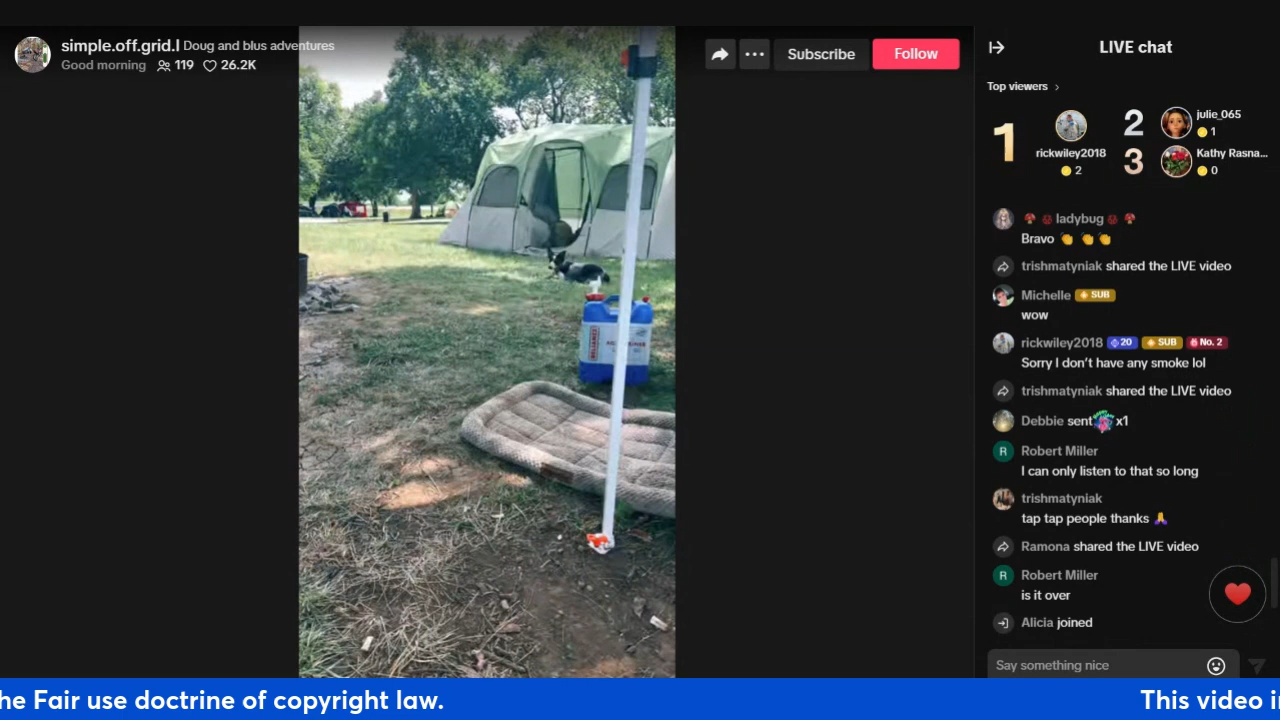 simple.off.grid.l Doug and blus adventures
Good morning 119 26.2K
Subscribe
Follow
LIVE chat
Top viewers
1
rickwiley2018
2
2
julie_065
1
3
Kathy Rasna...
0
ladybug
Bravo 👏 👏 👏
trishmatyniak shared the LIVE video
Michelle SUB
wow
rickwiley2018 20 SUB No. 2
Sorry I don't have any smoke lol
trishmatyniak shared the LIVE video
Debbie sent x1
R Robert Miller
I can only listen to that so long
trishmatyniak
tap tap people thanks 🙏
Ramona shared the LIVE video
R Robert Miller
is it over
Alicia joined
Say something nice
RELIANCE
he Fair use doctrine of copyright law.
This video i